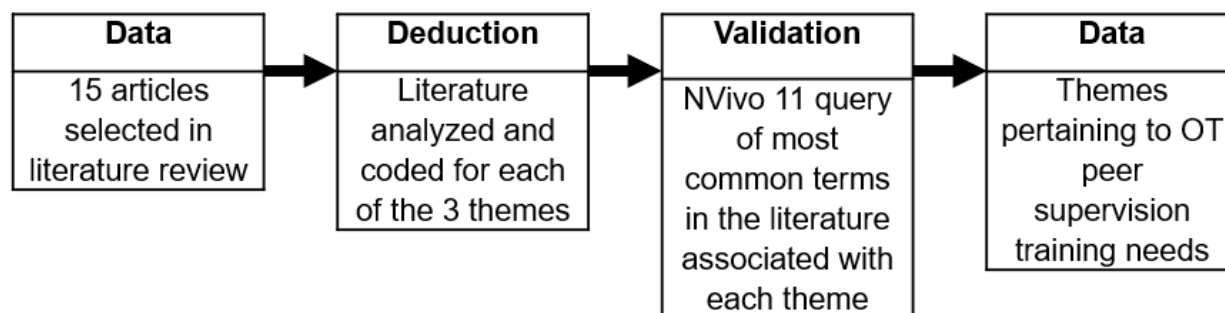 Data
15 articles
selected in
literature review
Deduction
Literature
analyzed and
coded for each
of the 3 themes
Validation
NVivo 11 query
of most
common terms
in the literature
associated with
each theme
Data
Themes
pertaining to OT
peer
supervision
training needs